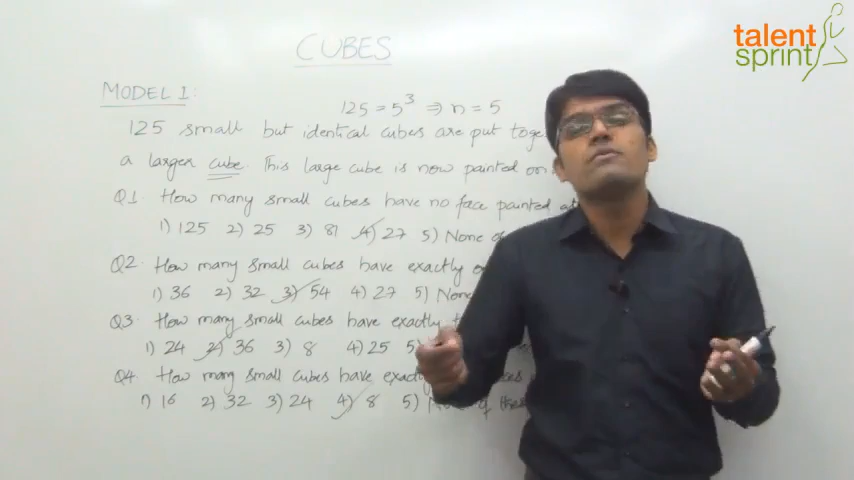 talent
sprint
CUBES
MODEL 1:
125 = 5³ ⇒ n = 5
125 small but identical cubes are put
a larger cube. This large cube is now painted on
Q1. How many small cubes have no face painted
1) 125 2) 25 3) 81 4) 27 5) None
Q2. How many small cubes have exactly
1) 36 2) 32 3) 54 4) 27 5) None
Q3. How many small cubes have exactly
1) 24 2) 36 3) 8 4) 25 5)
Q4. How many small cubes have
1) 16 2) 32 3) 24 4) 8 5)